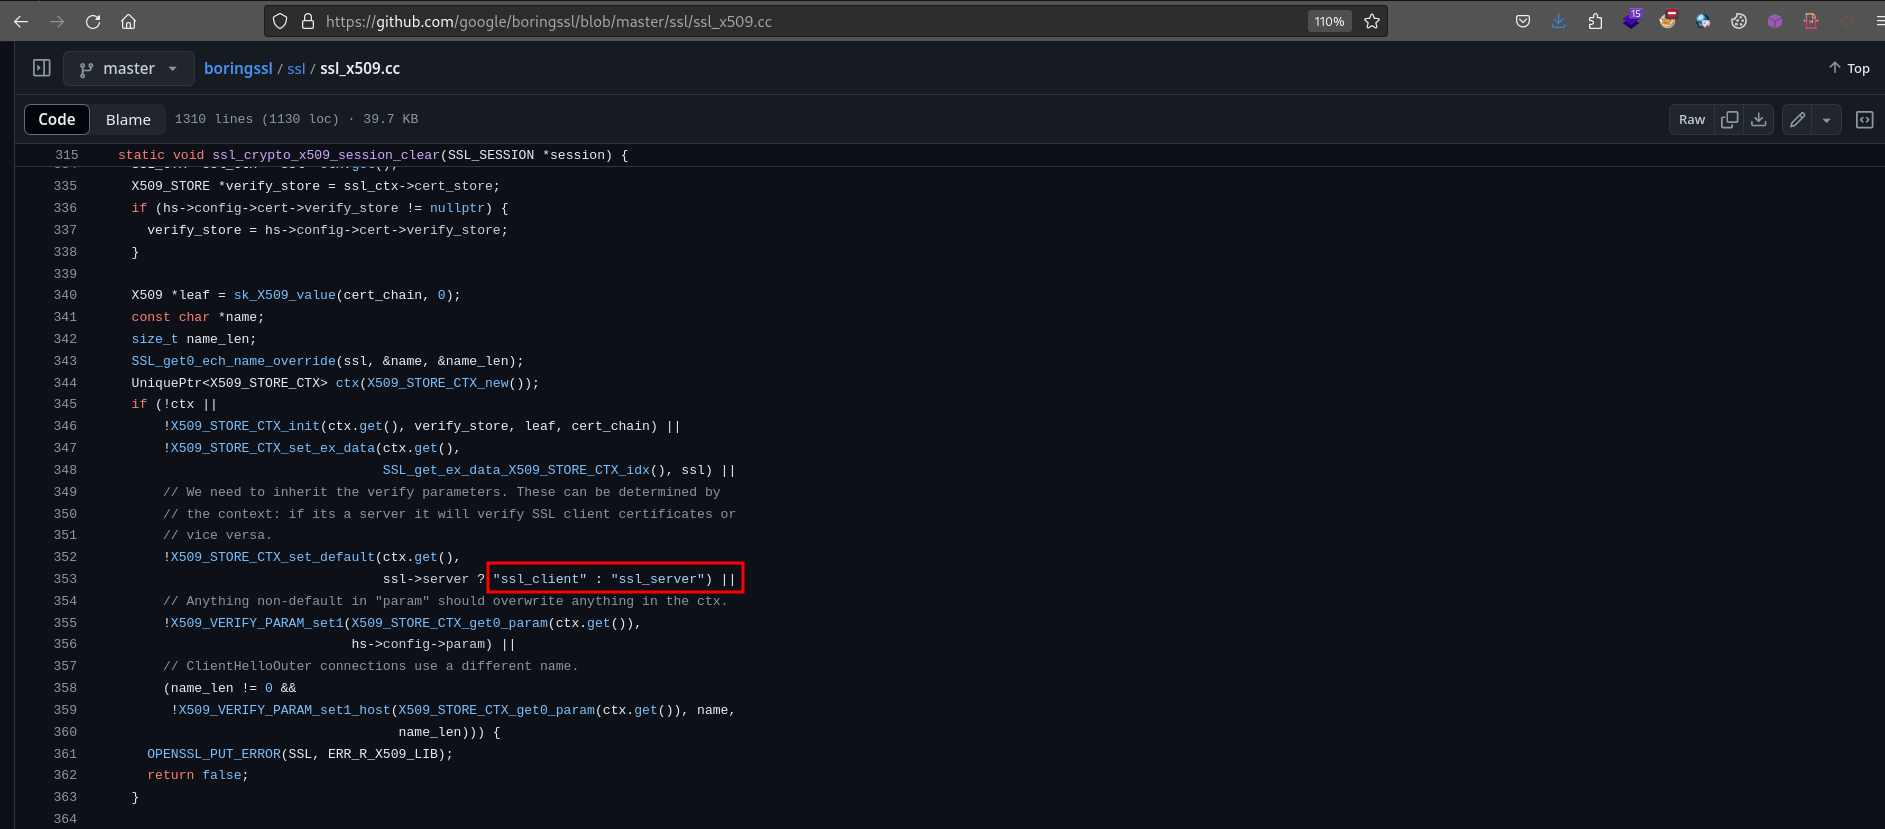 https://github.com/google/boringssl/blob/master/ssl/ssl_x509.cc 110% 15
master boringssl / ssl / ssl_x509.cc Top
Code Blame 1310 lines (1130 loc) · 39.7 KB Raw
315 static void ssl_crypto_x509_session_clear(SSL_SESSION *session) {
335 X509_STORE *verify_store = ssl_ctx->cert_store;
336 if (hs->config->cert->verify_store != nullptr) {
337 verify_store = hs->config->cert->verify_store;
338 }
339
340 X509 *leaf = sk_X509_value(cert_chain, 0);
341 const char *name;
342 size_t name_len;
343 SSL_get0_ech_name_override(ssl, &name, &name_len);
344 UniquePtr<X509_STORE_CTX> ctx(X509_STORE_CTX_new());
345 if (!ctx ||
346 !X509_STORE_CTX_init(ctx.get(), verify_store, leaf, cert_chain) ||
347 !X509_STORE_CTX_set_ex_data(ctx.get(),
348 SSL_get_ex_data_X509_STORE_CTX_idx(), ssl) ||
349 // We need to inherit the verify parameters. These can be determined by
350 // the context: if its a server it will verify SSL client certificates or
351 // vice versa.
352 !X509_STORE_CTX_set_default(ctx.get(),
353 ssl->server ? "ssl_client" : "ssl_server") ||
354 // Anything non-default in "param" should overwrite anything in the ctx.
355 !X509_VERIFY_PARAM_set1(X509_STORE_CTX_get0_param(ctx.get()),
356 hs->config->param) ||
357 // ClientHelloOuter connections use a different name.
358 (name_len != 0 &&
359 !X509_VERIFY_PARAM_set1_host(X509_STORE_CTX_get0_param(ctx.get()), name,
360 name_len))) {
361 OPENSSL_PUT_ERROR(SSL, ERR_R_X509_LIB);
362 return false;
363 }
364